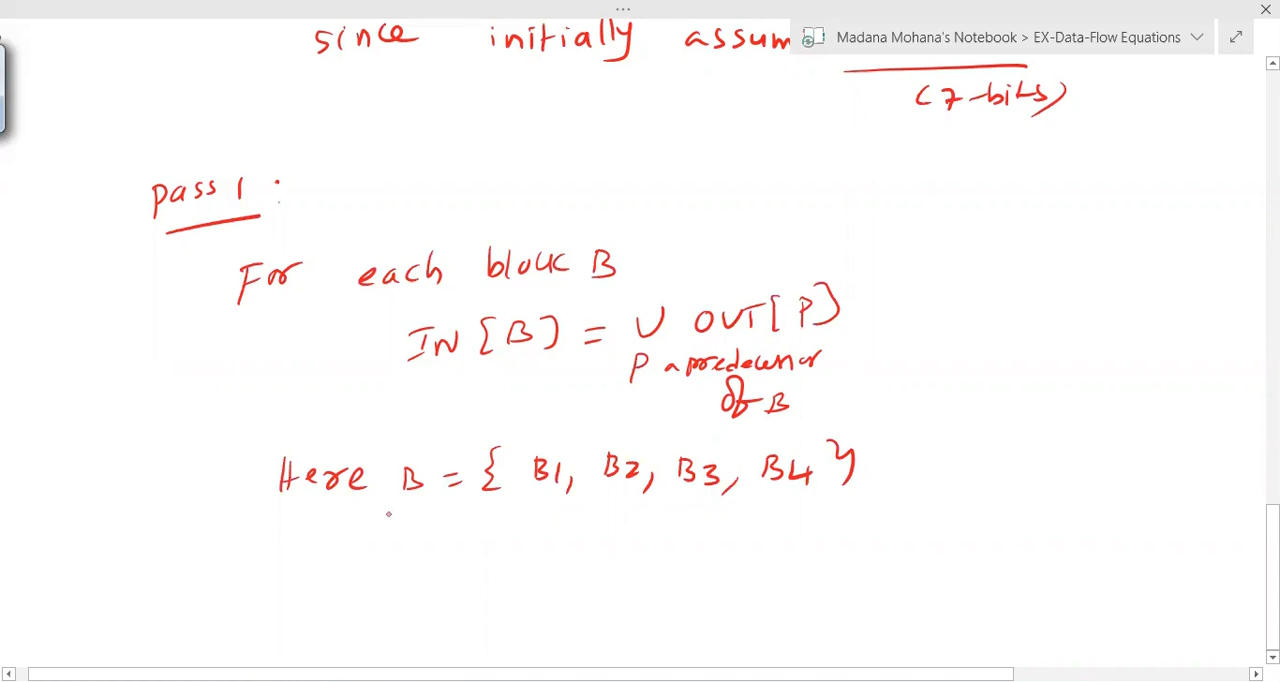 ...
since initially assum
Madana Mohana's Notebook > EX-Data-Flow Equations
(7-bits)
pass 1 :
For each block B
IN [B] = U OUT[P]
P a predecessor
of B
Here B = { B1, B2, B3, B4 }